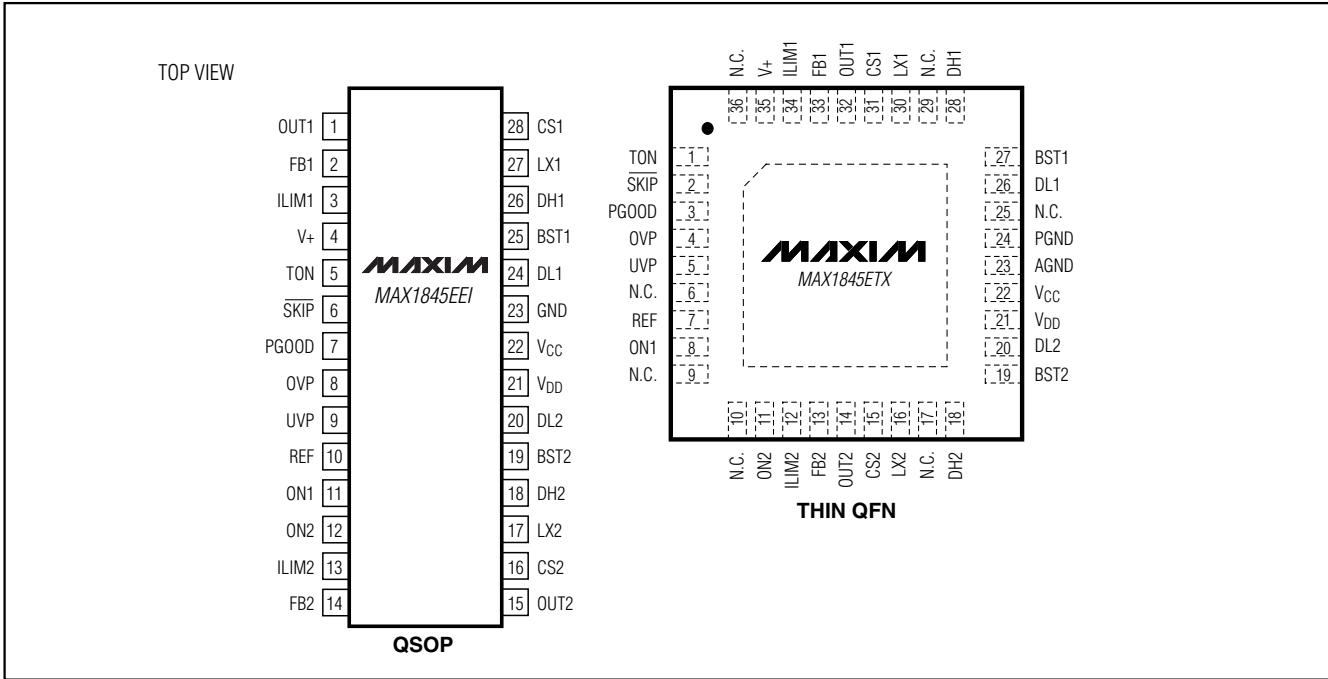 TOP VIEW
OUT1 1
FB1 2
ILIM1 3
V+ 4
TON 5
SKIP 6
PGOOD 7
OVP 8
UVP 9
REF 10
ON1 11
ON2 12
ILIM2 13
FB2 14
MAXIM
MAX1845EEI
28 CS1
27 LX1
26 DH1
25 BST1
24 DL1
23 GND
22 VCC
21 VDD
20 DL2
19 BST2
18 DH2
17 LX2
16 CS2
15 OUT2
QSOP
N.C. V+ ILIM1 FB1 OUT1 CS1 LX1 N.C. DH1
36 35 34 33 32 31 30 29 28
TON 1
SKIP 2
PGOOD 3
OVP 4
UVP 5
N.C. 6
REF 7
ON1 8
N.C. 9
MAXIM
MAX1845ETX
27 BST1
26 DL1
25 N.C.
24 PGND
23 AGND
22 VCC
21 VDD
20 DL2
19 BST2
10 11 12 13 14 15 16 17 18
N.C. ON2 ILIM2 FB2 OUT2 CS2 LX2 N.C. DH2
THIN QFN